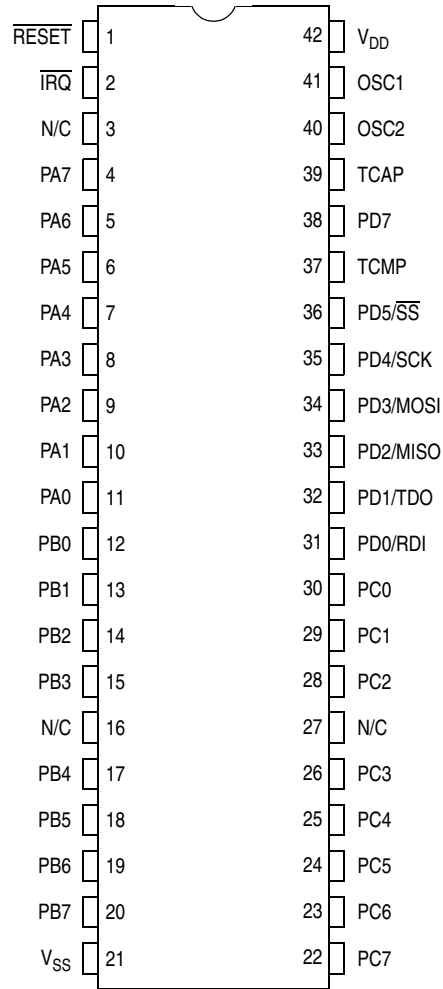 RESET 1 42 VDD
IRQ 2 41 OSC1
N/C 3 40 OSC2
PA7 4 39 TCAP
PA6 5 38 PD7
PA5 6 37 TCMP
PA4 7 36 PD5/SS
PA3 8 35 PD4/SCK
PA2 9 34 PD3/MOSI
PA1 10 33 PD2/MISO
PA0 11 32 PD1/TDO
PB0 12 31 PD0/RDI
PB1 13 30 PC0
PB2 14 29 PC1
PB3 15 28 PC2
N/C 16 27 N/C
PB4 17 26 PC3
PB5 18 25 PC4
PB6 19 24 PC5
PB7 20 23 PC6
VSS 21 22 PC7